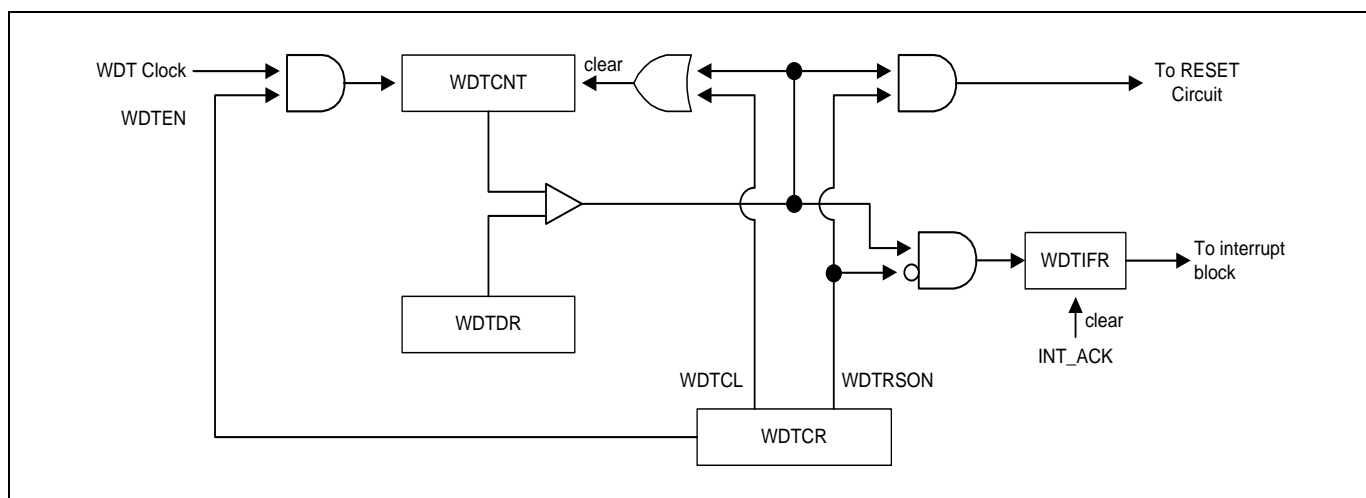 WDT Clock
WDTEN
WDTCNT
clear
To RESET
Circuit
WDTDR
WDTIFR
To interrupt
block
clear
INT_ACK
WDTCL
WDTRSON
WDTCR